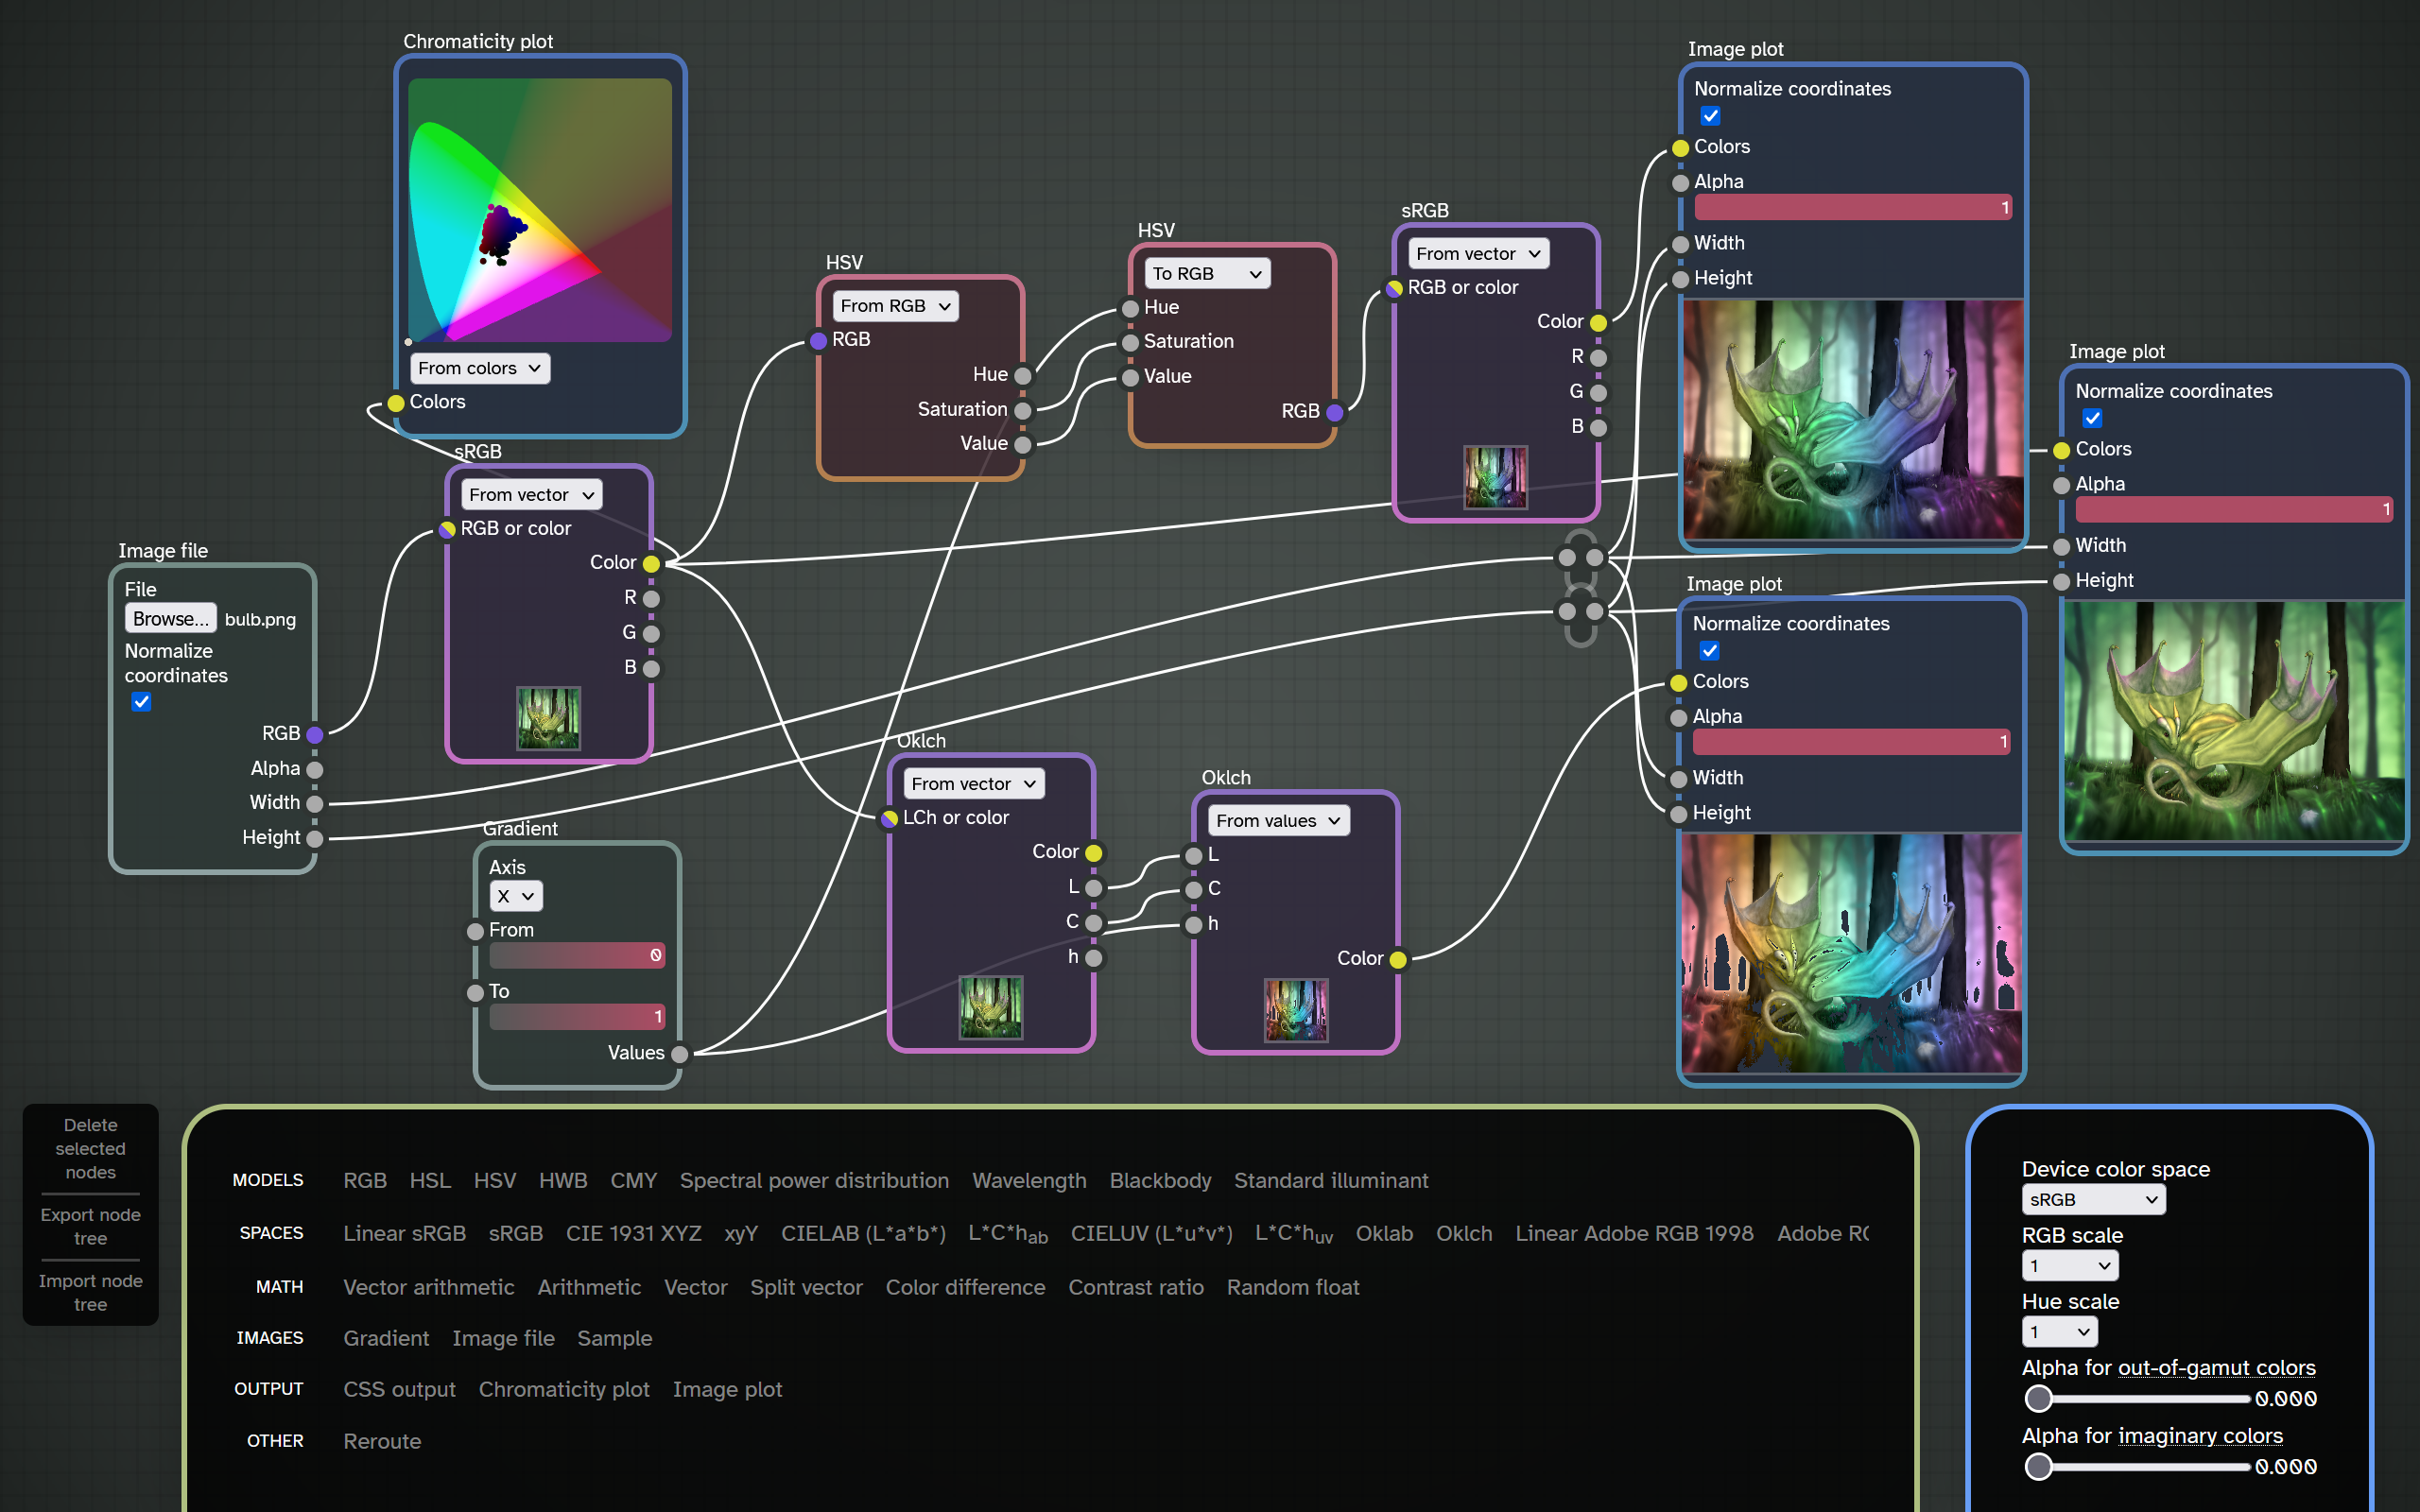 Chromaticity plot
From colors
Colors
Image file
File
Browse... bulb.png
Normalize
coordinates
RGB
Alpha
Width
Height
sRGB
From vector
RGB or color
Color
R
G
B
Gradient
Axis
X
From
0
To
1
Values
HSV
From RGB
RGB
Hue
Saturation
Value
HSV
To RGB
Hue
Saturation
Value
RGB
sRGB
From vector
RGB or color
Color
R
G
B
Oklch
From vector
LCh or color
Color
L
C
h
Oklch
From values
L
C
h
Color
Image plot
Normalize coordinates
Colors
Alpha
1
Width
Height
Image plot
Normalize coordinates
Colors
Alpha
1
Width
Height
Image plot
Normalize coordinates
Colors
Alpha
1
Width
Height
Delete
selected
nodes
Export node
tree
Import node
tree
MODELS RGB HSL HSV HWB CMY Spectral power distribution Wavelength Blackbody Standard illuminant
SPACES Linear sRGB sRGB CIE 1931 XYZ xyY CIELAB (L*a*b*) L*C*hab CIELUV (L*u*v*) L*C*huv Oklab Oklch Linear Adobe RGB 1998 Adobe RG
MATH Vector arithmetic Arithmetic Vector Split vector Color difference Contrast ratio Random float
IMAGES Gradient Image file Sample
OUTPUT CSS output Chromaticity plot Image plot
OTHER Reroute
Device color space
sRGB
RGB scale
1
Hue scale
1
Alpha for out-of-gamut colors
0.000
Alpha for imaginary colors
0.000